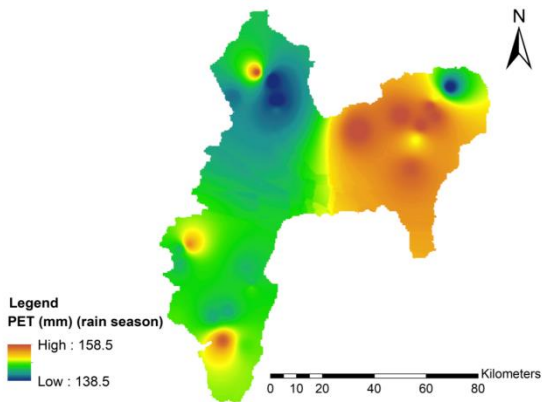 N
Legend
PET (mm) (rain season)
High : 158.5
Low : 138.5
Kilometers
0 10 20 40 60 80